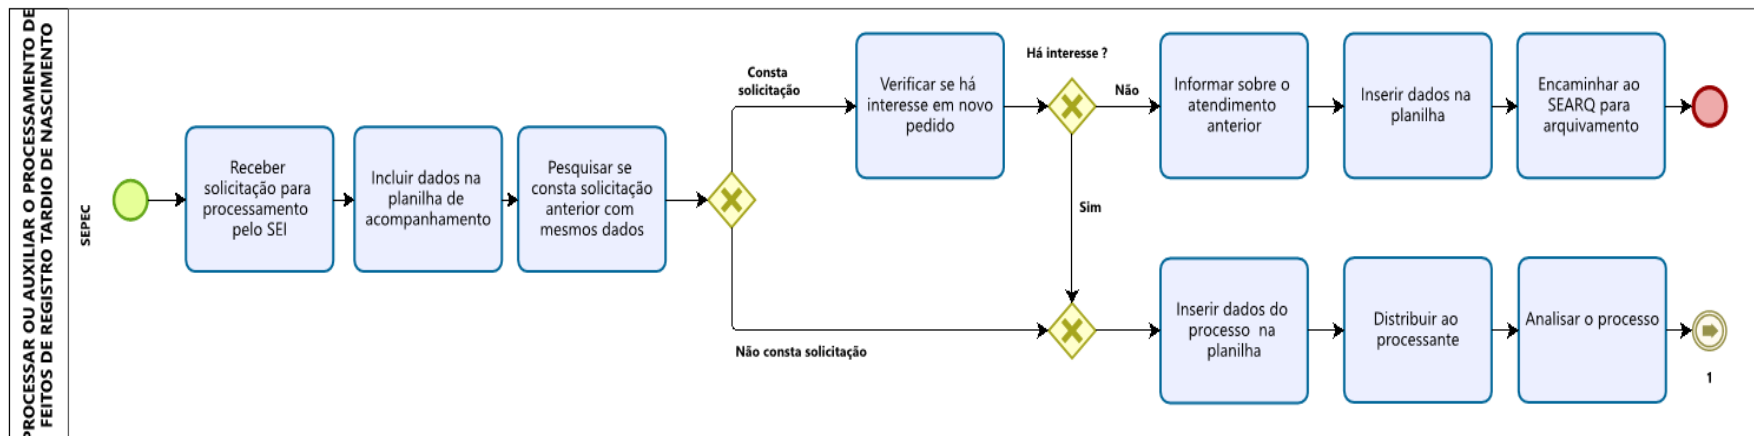 PROCESSAR OU AUXILIAR O PROCESSAMENTO DE
FEITOS DE REGISTRO TARDIO DE NASCIMENTO
SEPEC
Receber
solicitação para
processamento
pelo SEI
Incluir dados na
planilha de
acompanhamento
Pesquisar se
consta solicitação
anterior com
mesmos dados
Consta
solicitação
Não consta solicitação
Verificar se há
interesse em novo
pedido
Há interesse ?
Não
Sim
Informar sobre o
atendimento
anterior
Inserir dados na
planilha
Encaminhar ao
SEARQ para
arquivamento
Inserir dados do
processo na
planilha
Distribuir ao
processante
Analisar o processo
1